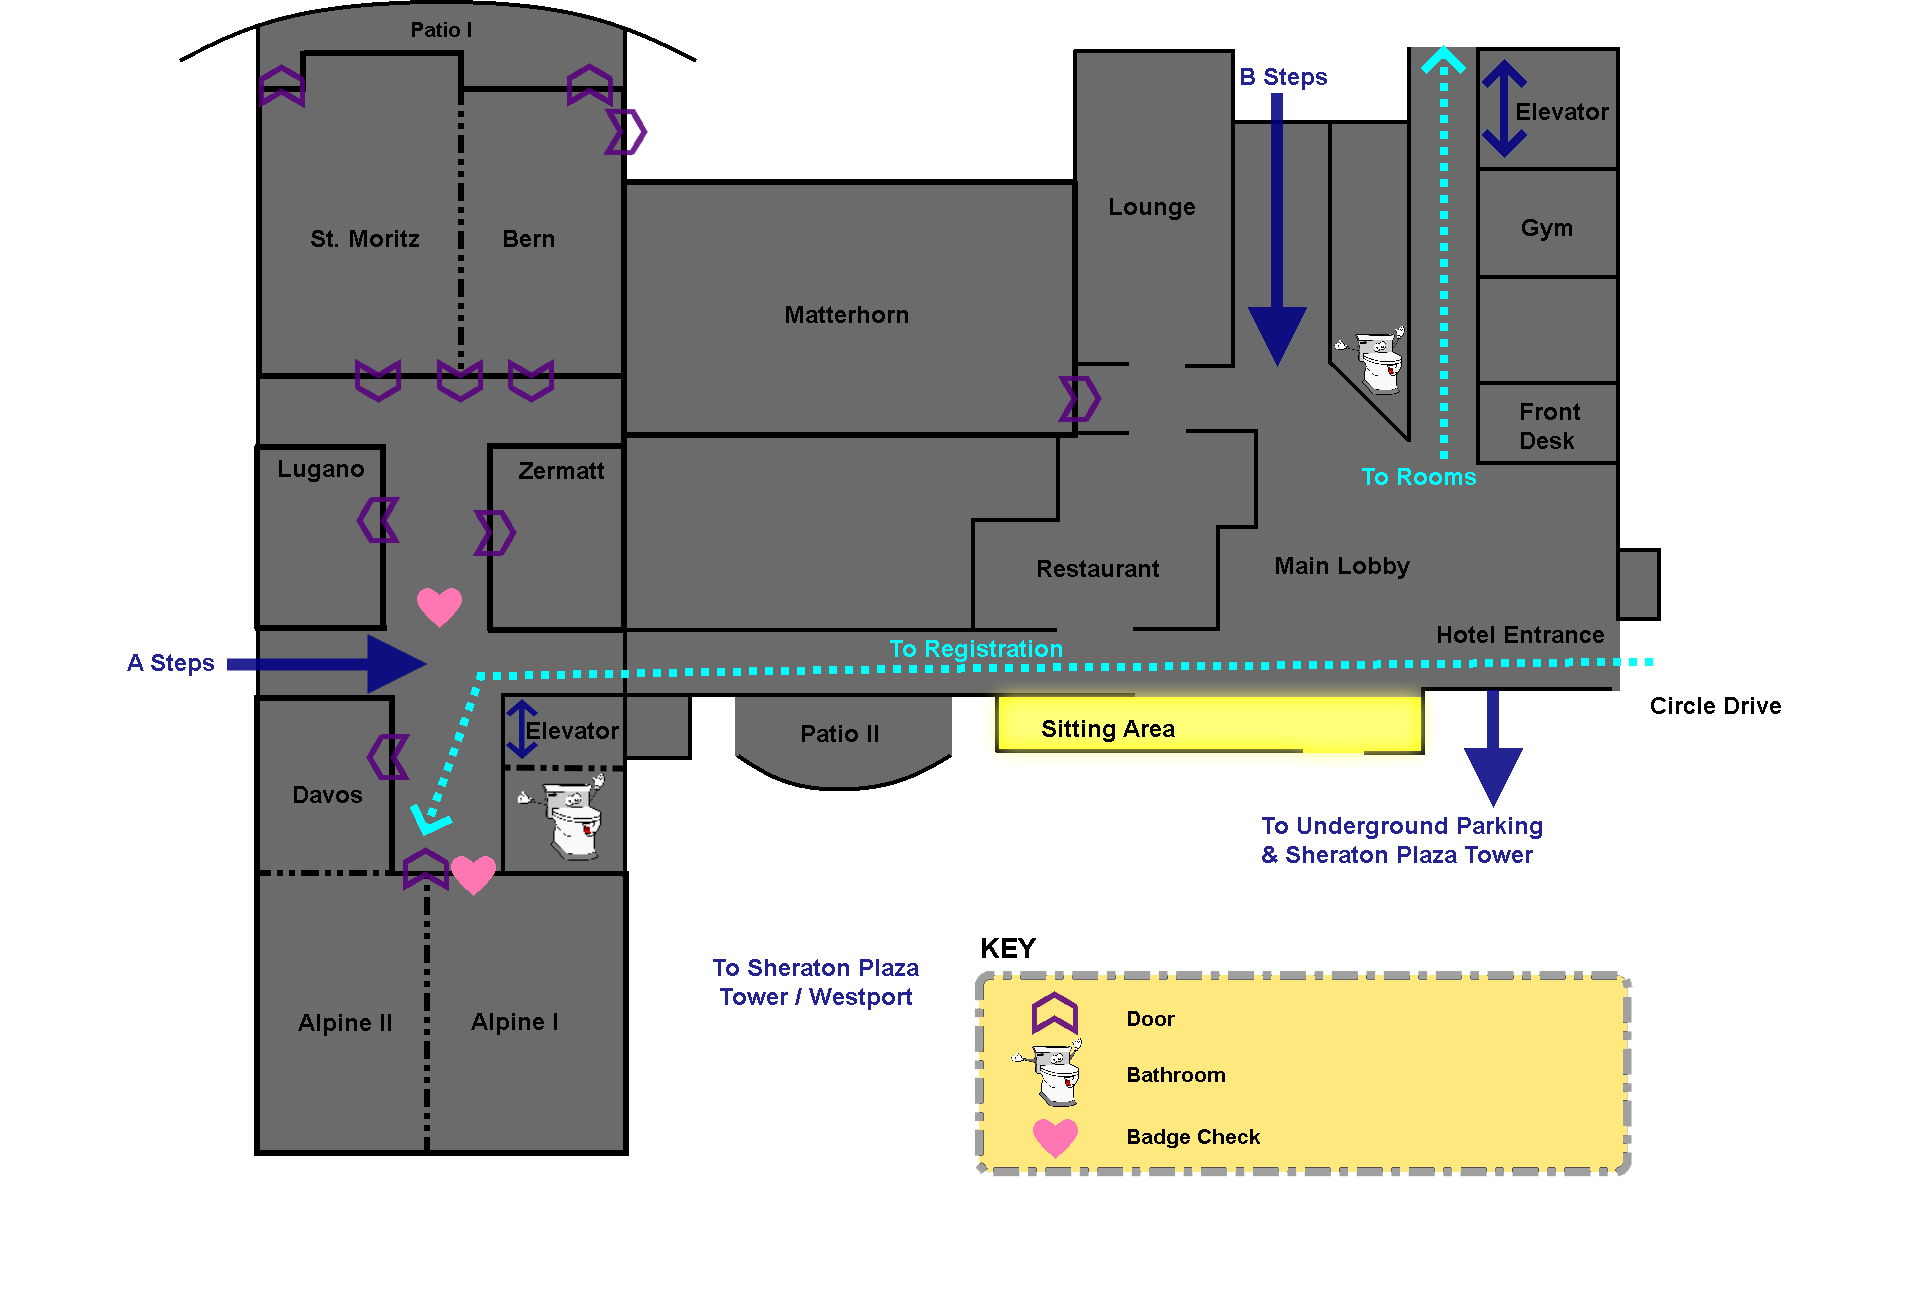 Patio I
B Steps
Elevator
Lounge
Gym
St. Moritz
Bern
Matterhorn
Front
Desk
Lugano
Zermatt
To Rooms
Restaurant
Main Lobby
Hotel Entrance
To Registration
A Steps
Circle Drive
Elevator
Patio II
Sitting Area
Davos
To Underground Parking
& Sheraton Plaza Tower
KEY
To Sheraton Plaza
Tower / Westport
Alpine II
Alpine I
Door
Bathroom
Badge Check